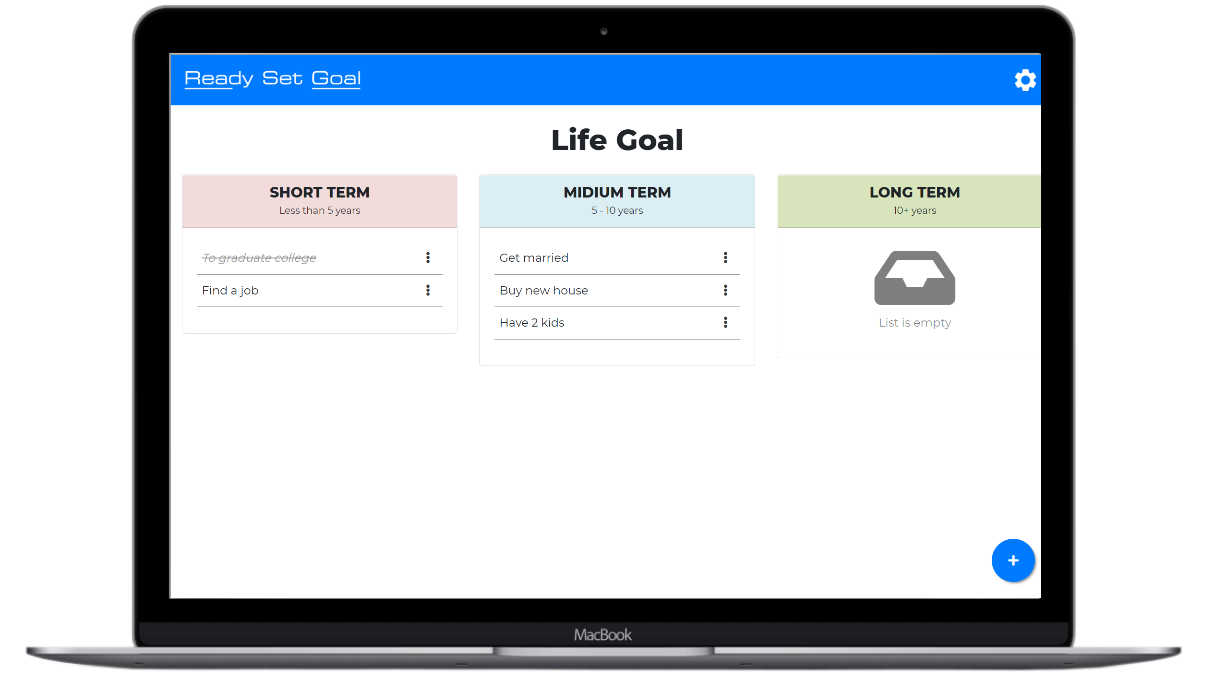 Ready Set Goal
Life Goal
SHORT TERM
Less than 5 years
To graduate college
Find a job
MIDIUM TERM
5 - 10 years
Get married
Buy new house
Have 2 kids
LONG TERM
10+ years
List is empty
+
MacBook